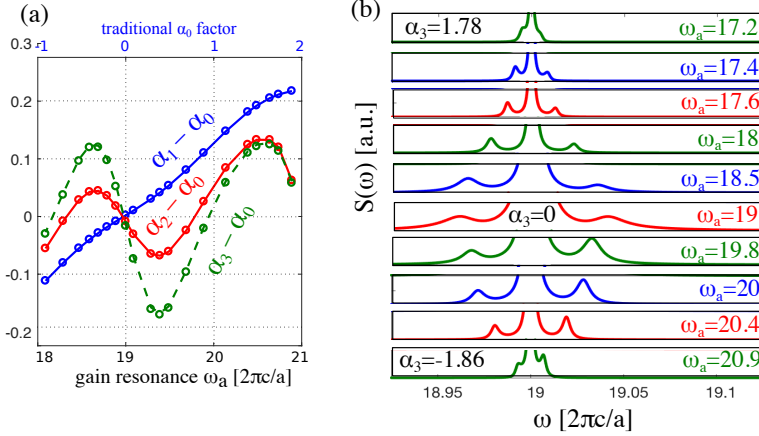 (a)
traditional α₀ factor
-1 0 1 2
0.3
0.2
0.1
0
-0.1
-0.2
α₁ − α₀
α₂ − α₀
α₃ − α₀
18 19 20 21
gain resonance ωₐ [2πc/a]
(b)
S(ω) [a.u.]
α₃=1.78 ωₐ=17.2
ωₐ=17.4
ωₐ=17.6
ωₐ=18
ωₐ=18.5
α₃=0 ωₐ=19
ωₐ=19.8
ωₐ=20
ωₐ=20.4
α₃=-1.86 ωₐ=20.9
18.95 19 19.05 19.1
ω [2πc/a]